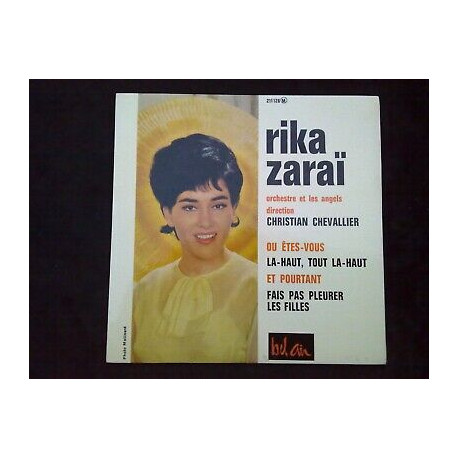 rika
zaraï
orchestre et les angels
direction
CHRISTIAN CHEVALLIER
OU ÊTES-VOUS
LA-HAUT, TOUT LA-HAUT
ET POURTANT
FAIS PAS PLEURER
LES FILLES
bel air